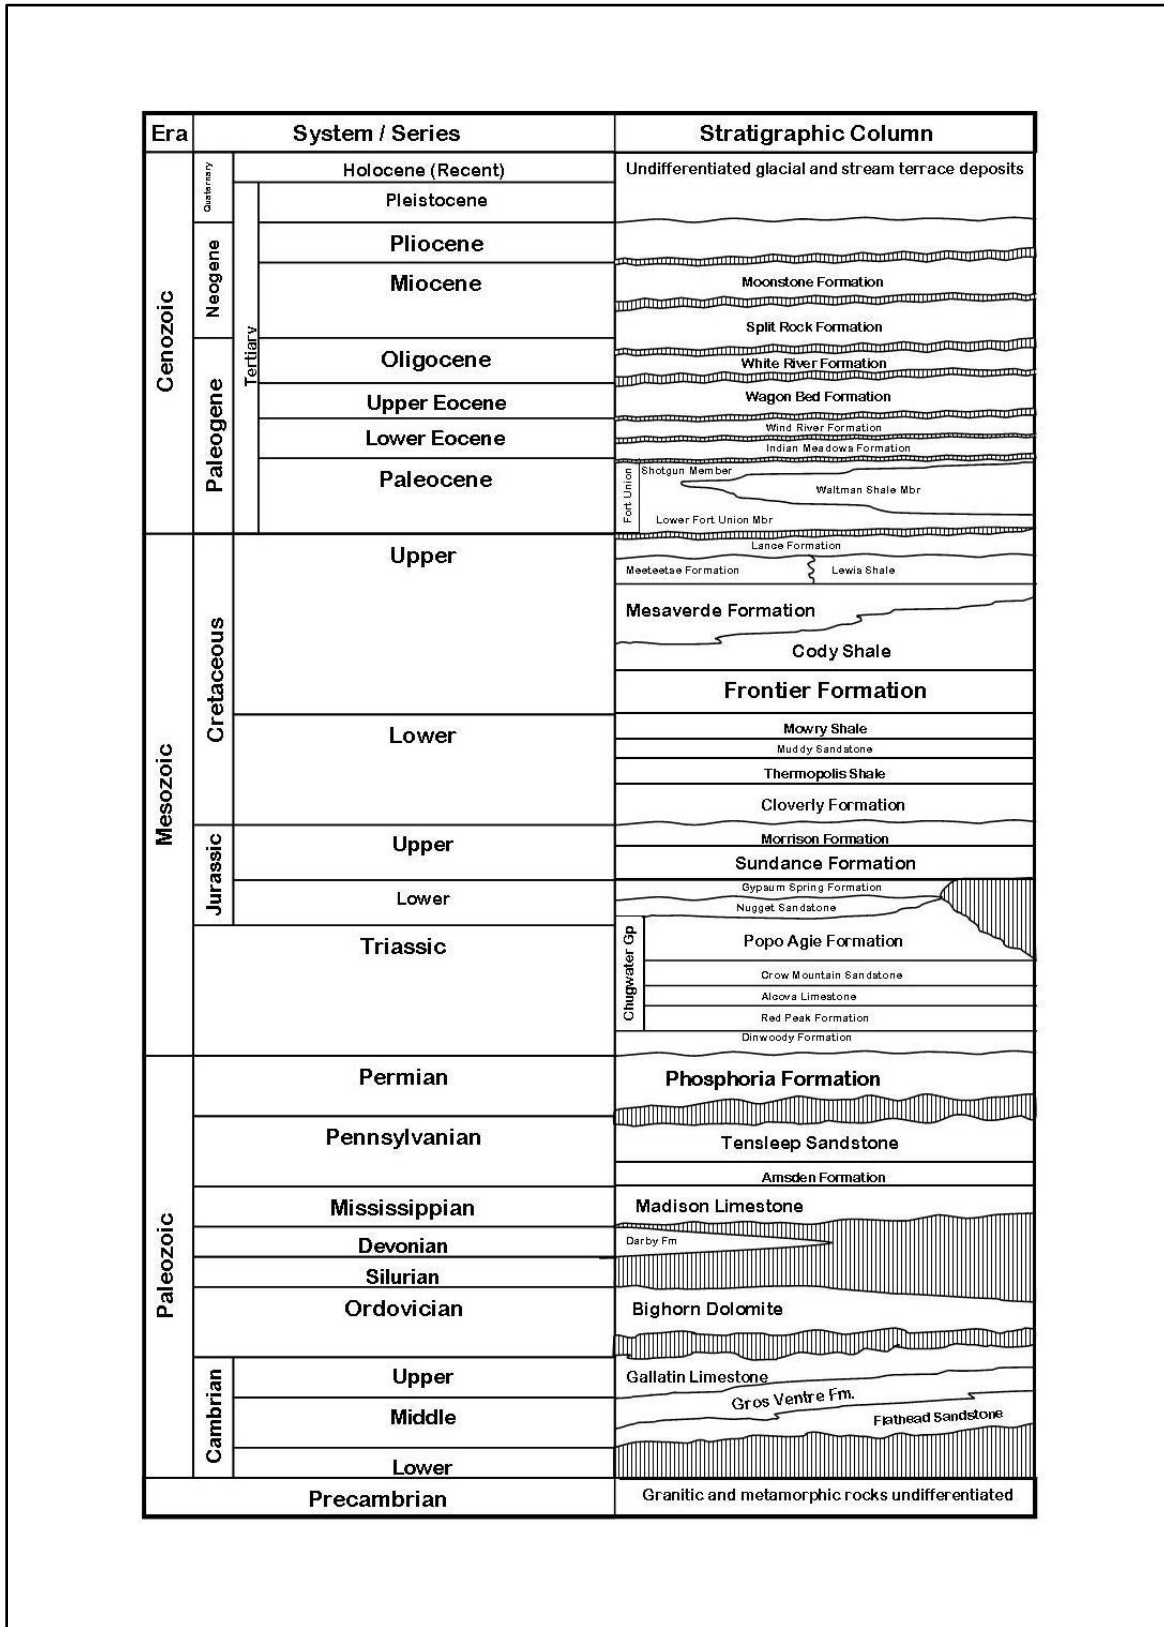 Era
System / Series
Stratigraphic Column
Cenozoic
Quaternary
Holocene (Recent)
Undifferentiated glacial and stream terrace deposits
Pleistocene
Tertiary
Neogene
Pliocene
Miocene
Moonstone Formation
Split Rock Formation
Paleogene
Oligocene
White River Formation
Upper Eocene
Wagon Bed Formation
Lower Eocene
Wind River Formation
Indian Meadows Formation
Paleocene
Fort Union
Shotgun Member
Waltman Shale Mbr
Lower Fort Union Mbr
Mesozoic
Cretaceous
Upper
Lance Formation
Meeteetse Formation
Lewis Shale
Mesaverde Formation
Cody Shale
Frontier Formation
Lower
Mowry Shale
Muddy Sandstone
Thermopolis Shale
Cloverly Formation
Jurassic
Upper
Morrison Formation
Sundance Formation
Lower
Gypsum Spring Formation
Nugget Sandstone
Triassic
Chugwater Gp
Popo Agie Formation
Crow Mountain Sandstone
Alcova Limestone
Red Peak Formation
Dinwoody Formation
Paleozoic
Permian
Phosphoria Formation
Pennsylvanian
Tensleep Sandstone
Amsden Formation
Mississippian
Madison Limestone
Devonian
Darby Fm
Silurian
Ordovician
Bighorn Dolomite
Cambrian
Upper
Gallatin Limestone
Gros Ventre Fm.
Middle
Flathead Sandstone
Lower
Precambrian
Granitic and metamorphic rocks undifferentiated